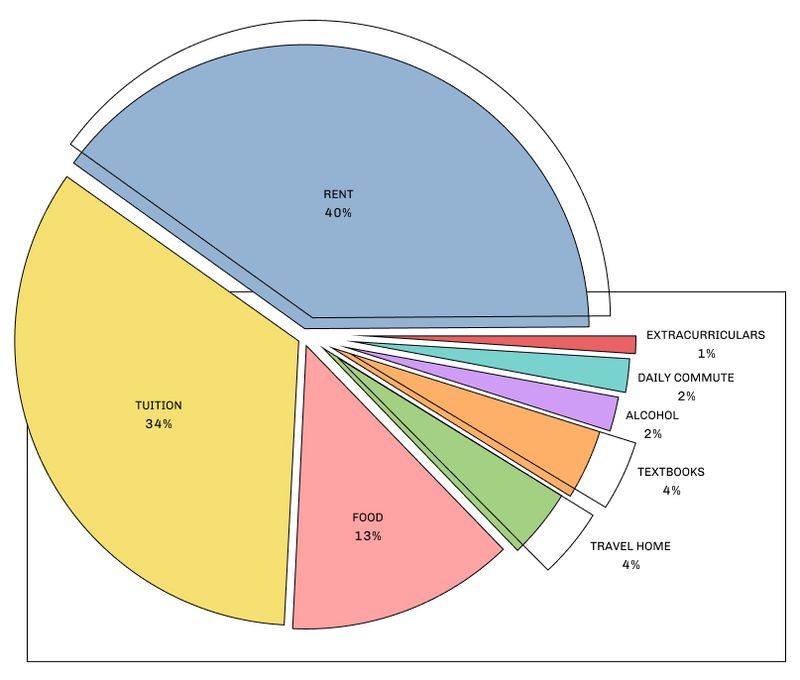 RENT
40%
EXTRACURRICULARS
1%
DAILY COMMUTE
2%
ALCOHOL
2%
TEXTBOOKS
4%
TRAVEL HOME
4%
FOOD
13%
TUITION
34%